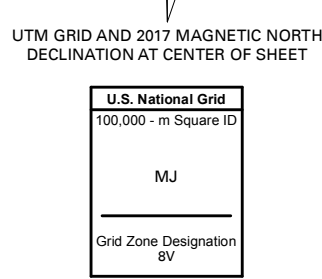 UTM GRID AND 2017 MAGNETIC NORTH
DECLINATION AT CENTER OF SHEET
U.S. National Grid
100,000 - m Square ID
MJ
Grid Zone Designation
8V